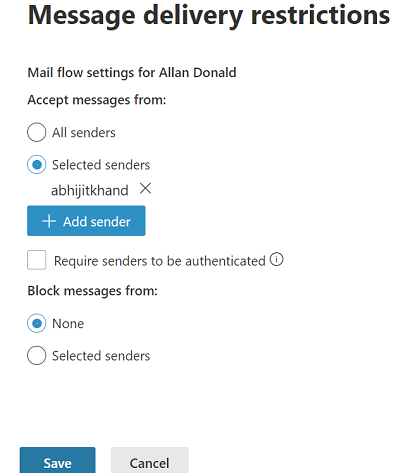 Message delivery restrictions
Mail flow settings for Allan Donald
Accept messages from:
All senders
Selected senders
abhijitkhand
+ Add sender
Require senders to be authenticated
Block messages from:
None
Selected senders
Save Cancel